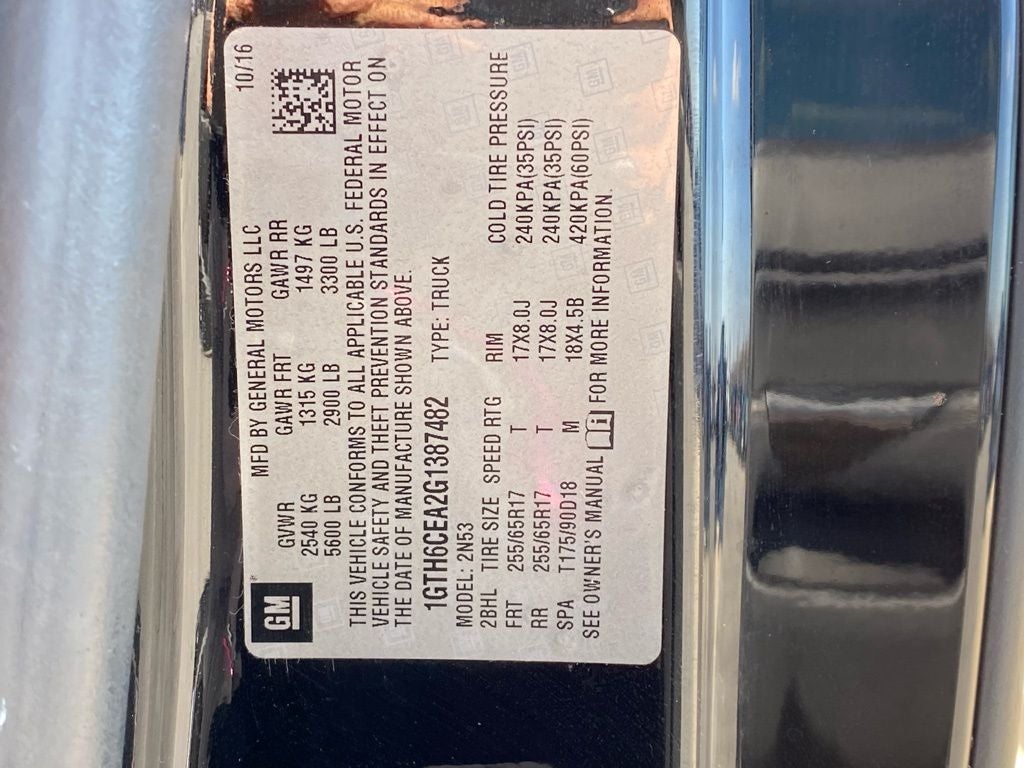 GM
MFD BY GENERAL MOTORS LLC 10/16
GVWR GAWR FRT GAWR RR
2540 KG 1315 KG 1497 KG
5600 LB 2900 LB 3300 LB
THIS VEHICLE CONFORMS TO ALL APPLICABLE U.S. FEDERAL MOTOR
VEHICLE SAFETY AND THEFT PREVENTION STANDARDS IN EFFECT ON
THE DATE OF MANUFACTURE SHOWN ABOVE.
1GTH6CEA2G1387482 TYPE: TRUCK
MODEL: 2N53
2BHL TIRE SIZE SPEED RTG RIM COLD TIRE PRESSURE
FRT 255/65R17 T 17X8.0J 240KPA(35PSI)
RR 255/65R17 T 17X8.0J 240KPA(35PSI)
SPA T175/90D18 M 18X4.5B 420KPA(60PSI)
SEE OWNER'S MANUAL FOR MORE INFORMATION.